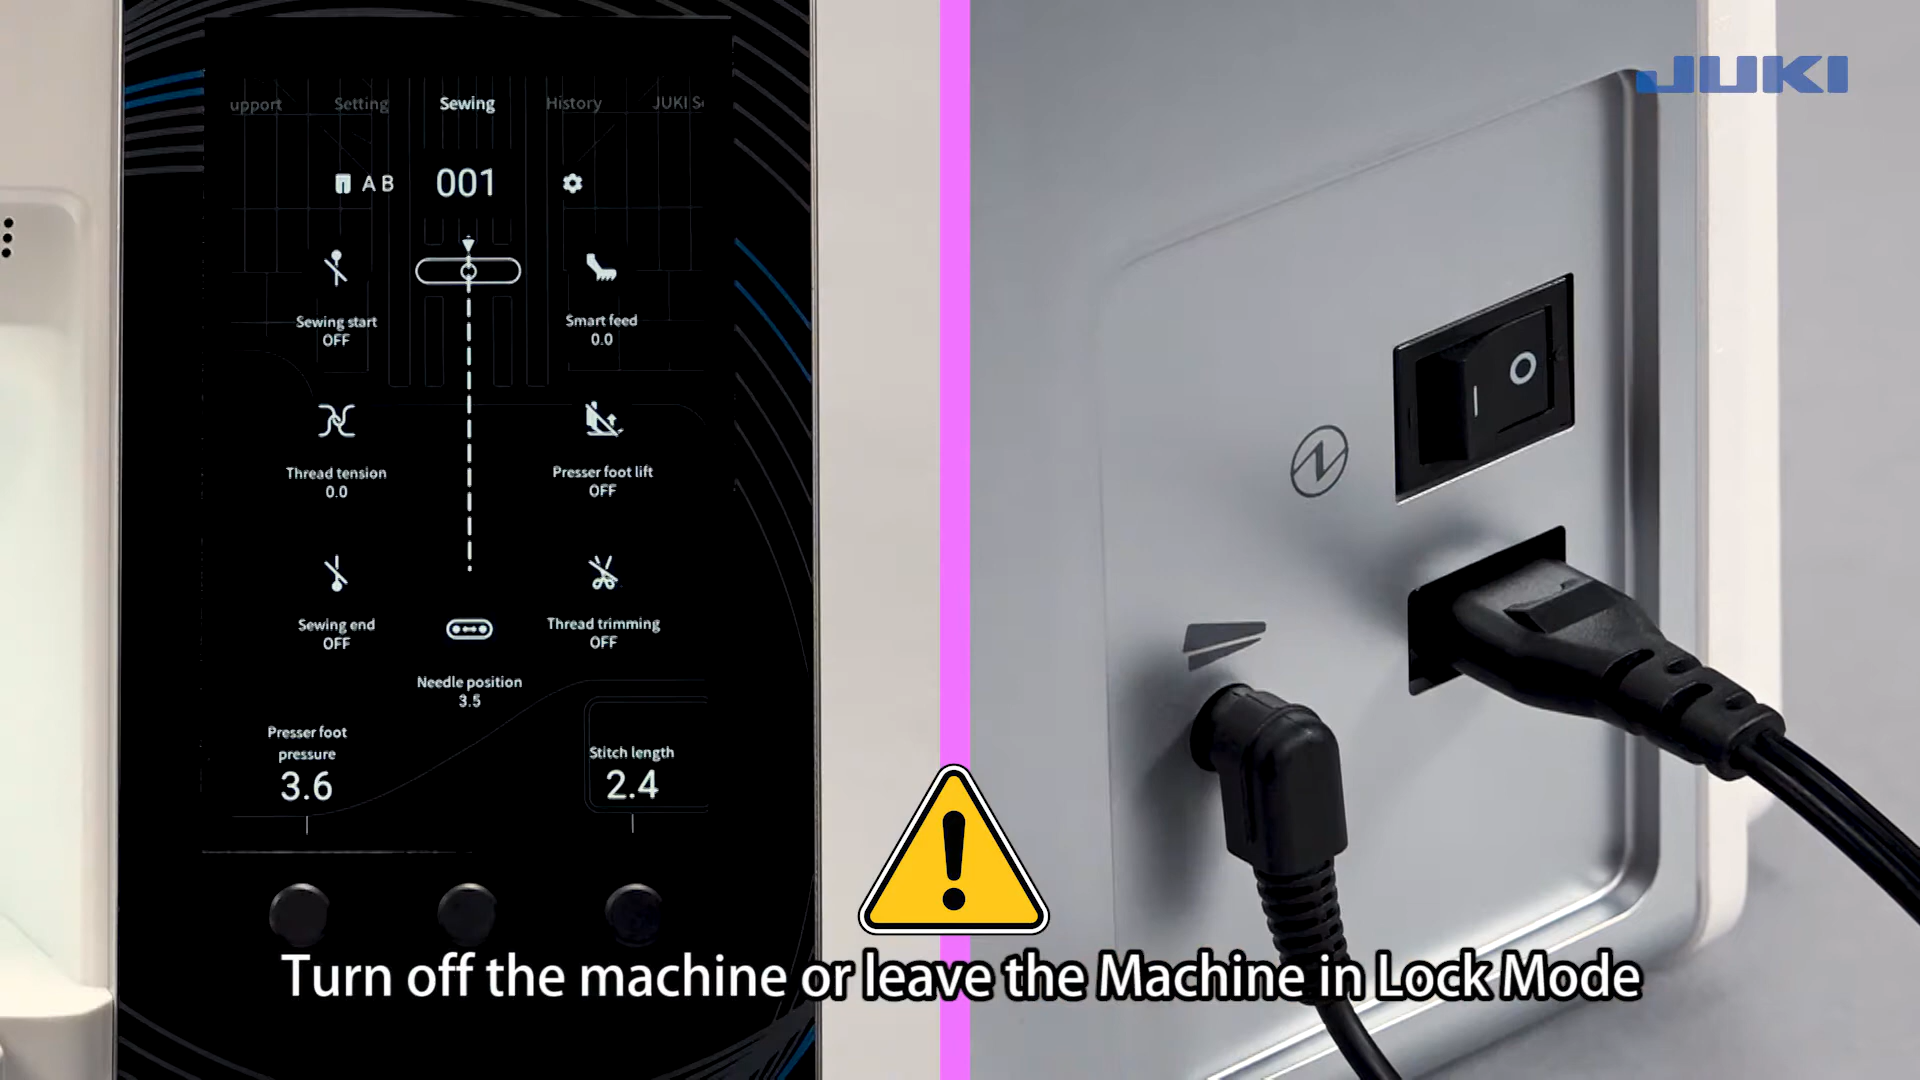 upport Setting Sewing History JUKI S
A B 001
Sewing start
OFF
Smart feed
0.0
Thread tension
0.0
Presser foot lift
OFF
Sewing end
OFF
Thread trimming
OFF
Needle position
3.5
Presser foot
pressure
3.6
Stitch length
2.4
JUKI
Turn off the machine or leave the Machine in Lock Mode